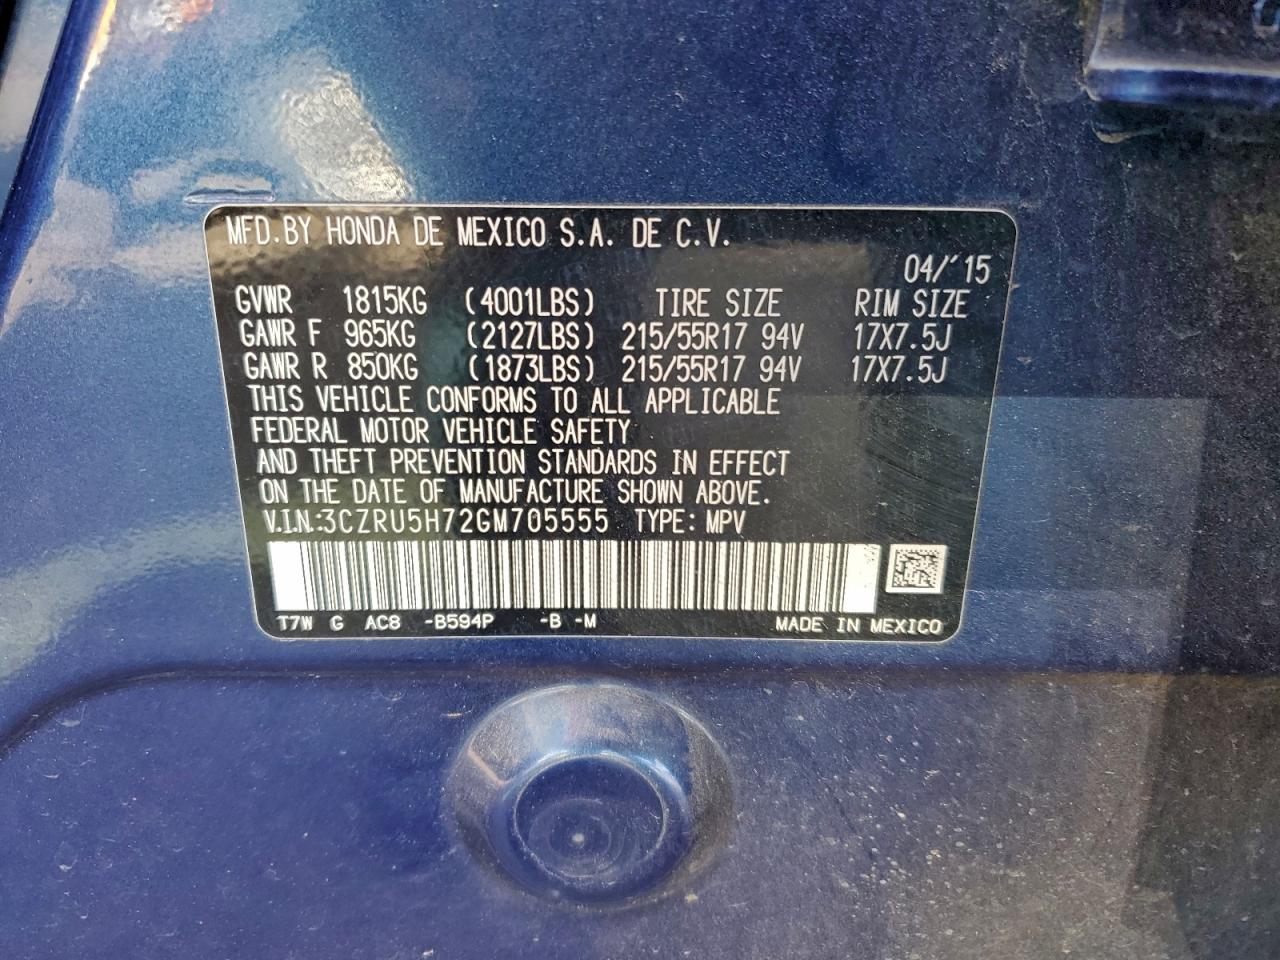 MFD.BY HONDA DE MEXICO S.A. DE C.V.
04/'15
GVWR 1815KG (4001LBS) TIRE SIZE RIM SIZE
GAWR F 965KG (2127LBS) 215/55R17 94V 17X7.5J
GAWR R 850KG (1873LBS) 215/55R17 94V 17X7.5J
THIS VEHICLE CONFORMS TO ALL APPLICABLE
FEDERAL MOTOR VEHICLE SAFETY
AND THEFT PREVENTION STANDARDS IN EFFECT
ON THE DATE OF MANUFACTURE SHOWN ABOVE.
V.I.N.:3CZRU5H72GM705555 TYPE:MPV
T7W G AC8 -B594P -B -M MADE IN MEXICO